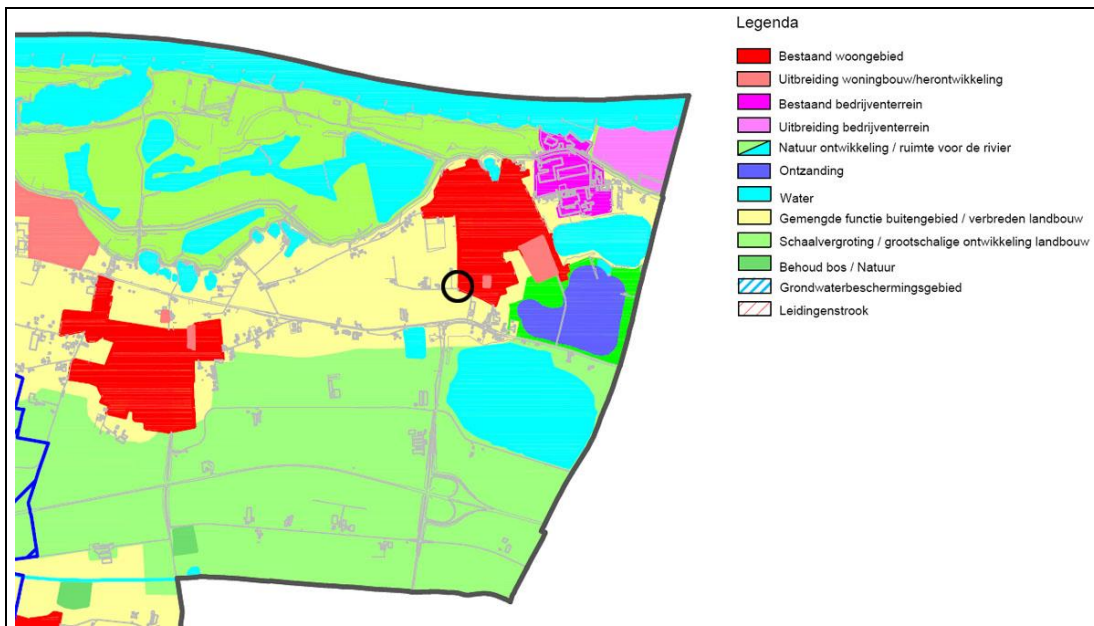 Legenda
Bestaand woongebied
Uitbreiding woningbouw/herontwikkeling
Bestaand bedrijventerrein
Uitbreiding bedrijventerrein
Natuur ontwikkeling / ruimte voor de rivier
Ontzanding
Water
Gemengde functie buitengebied / verbreden landbouw
Schaalvergroting / grootschalige ontwikkeling landbouw
Behoud bos / Natuur
Grondwaterbeschermingsgebied
Leidingenstrook